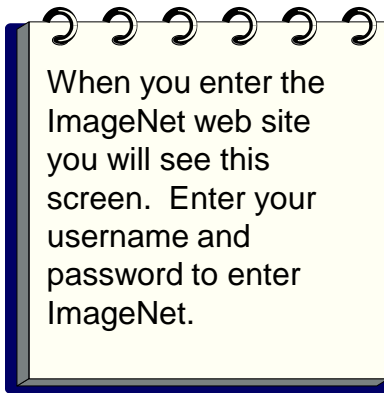 When you enter the
ImageNet web site
you will see this
screen.  Enter your
username and
password to enter
ImageNet.